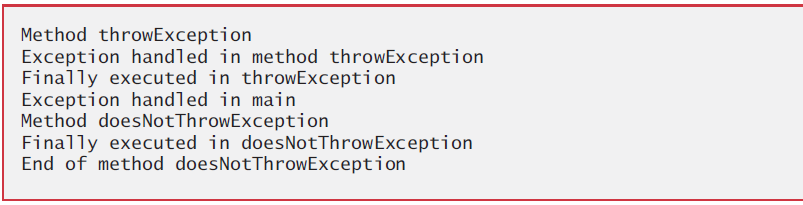 Method throwException
Exception handled in method throwException
Finally executed in throwException
Exception handled in main
Method doesNotThrowException
Finally executed in doesNotThrowException
End of method doesNotThrowException